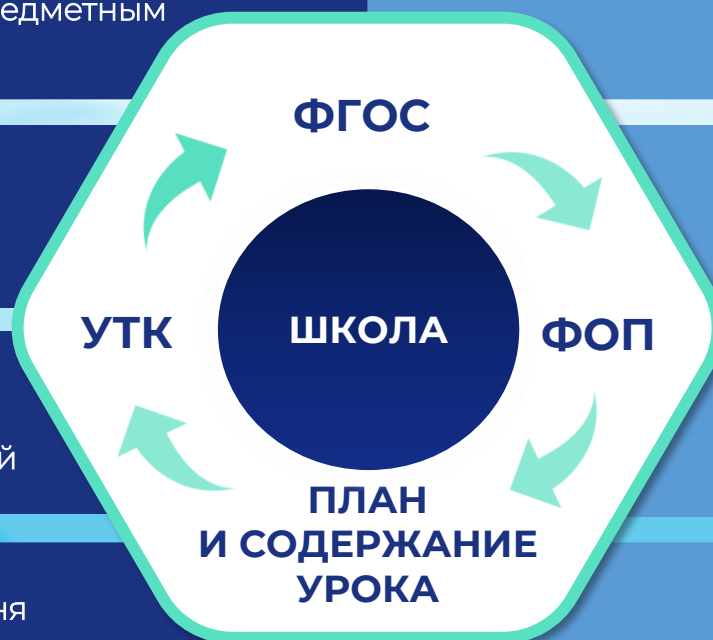 едметным
ФГОС
УТК
ШКОЛА
ФОП
й
ПЛАН
И СОДЕРЖАНИЕ
УРОКА
ня